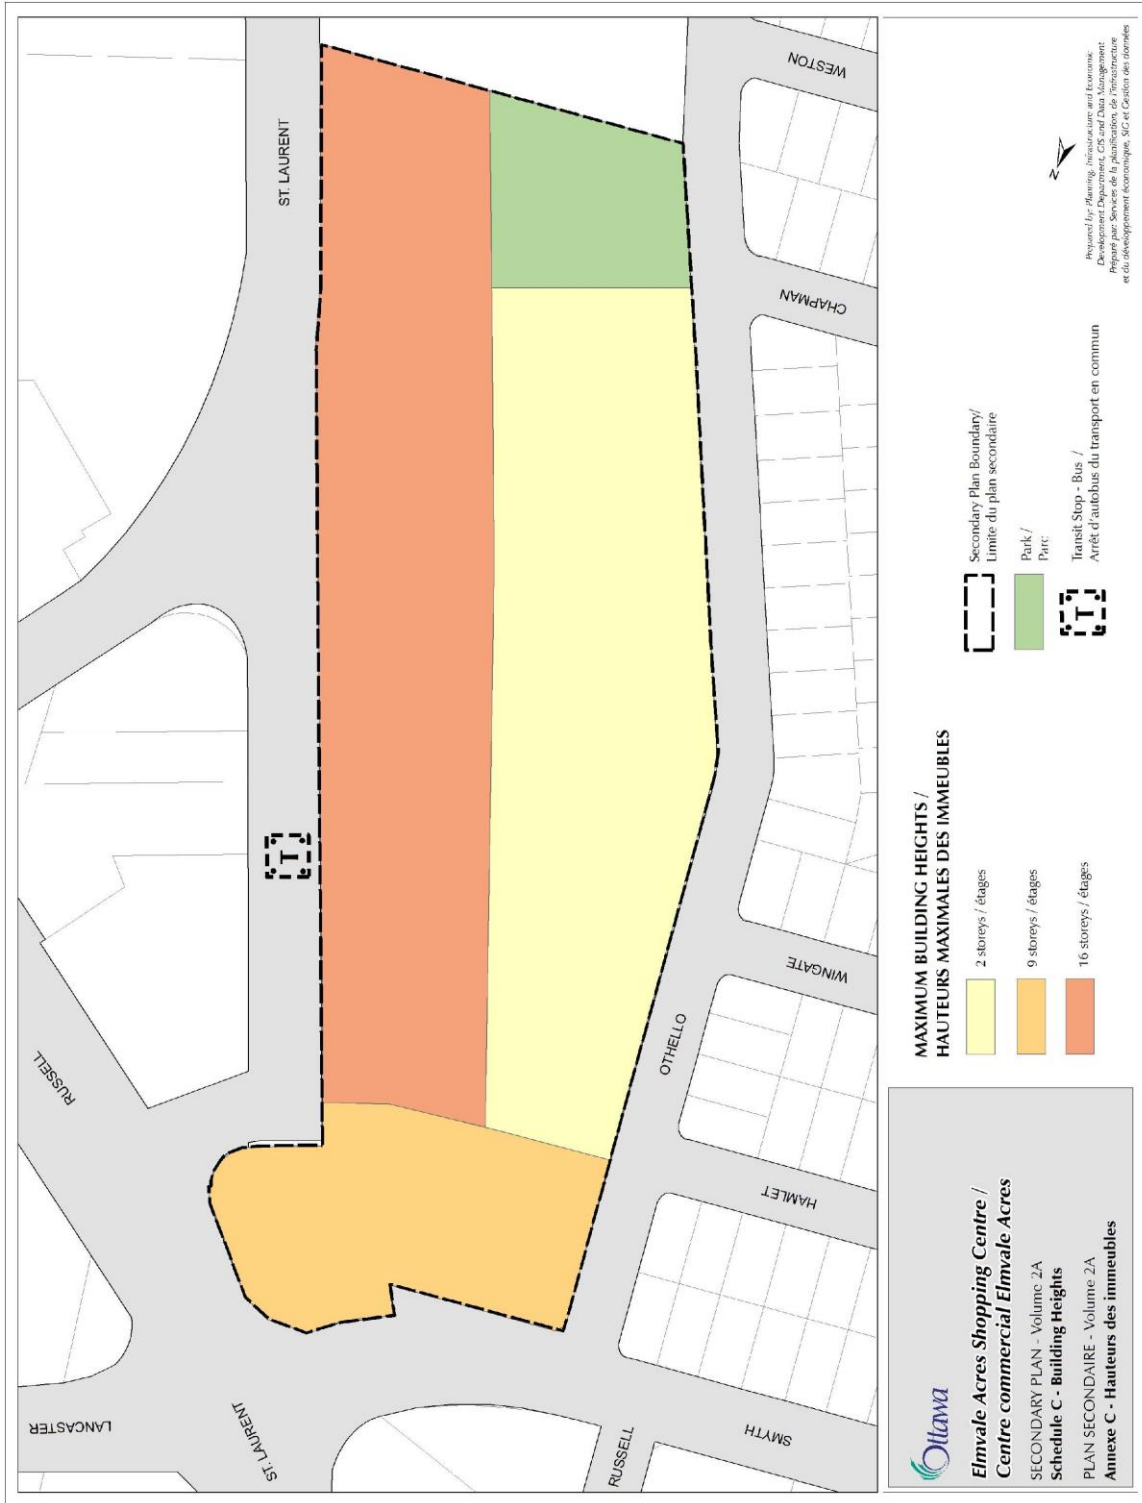 ST. LAURENT
WESTON
CHAPMAN
T
RUSSELL
WINGATE
OTHELLO
HAMLET
LANCASTER
ST. LAURENT
RUSSELL
SMYTH
Ottawa
Elmvale Acres Shopping Centre /
Centre commercial Elmvale Acres
SECONDARY PLAN - Volume 2A
Schedule C - Building Heights
PLAN SECONDAIRE - Volume 2A
Annexe C - Hauteurs des immeubles
MAXIMUM BUILDING HEIGHTS /
HAUTEURS MAXIMALES DES IMMEUBLES
2 storeys / étages
9 storeys / étages
16 storeys / étages
Secondary Plan Boundary/
Limite du plan secondaire
Park /
Parc
T
Transit Stop - Bus /
Arrêt d'autobus du transport en commun
N
Prepared by: Planning, Infrastructure and Economic
Development Department, GIS and Data Management
Préparé par: Services de la planification, de l'infrastructure
et du développement économique, SIG et Gestion des données